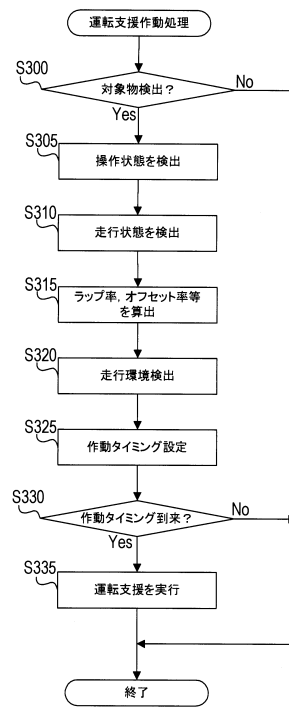 運転支援作動処理
S300
対象物検出？
No
Yes
S305
操作状態を検出
S310
走行状態を検出
S315
ラップ率，オフセット率等
を算出
S320
走行環境検出
S325
作動タイミング設定
S330
作動タイミング到来？
No
Yes
S335
運転支援を実行
終了